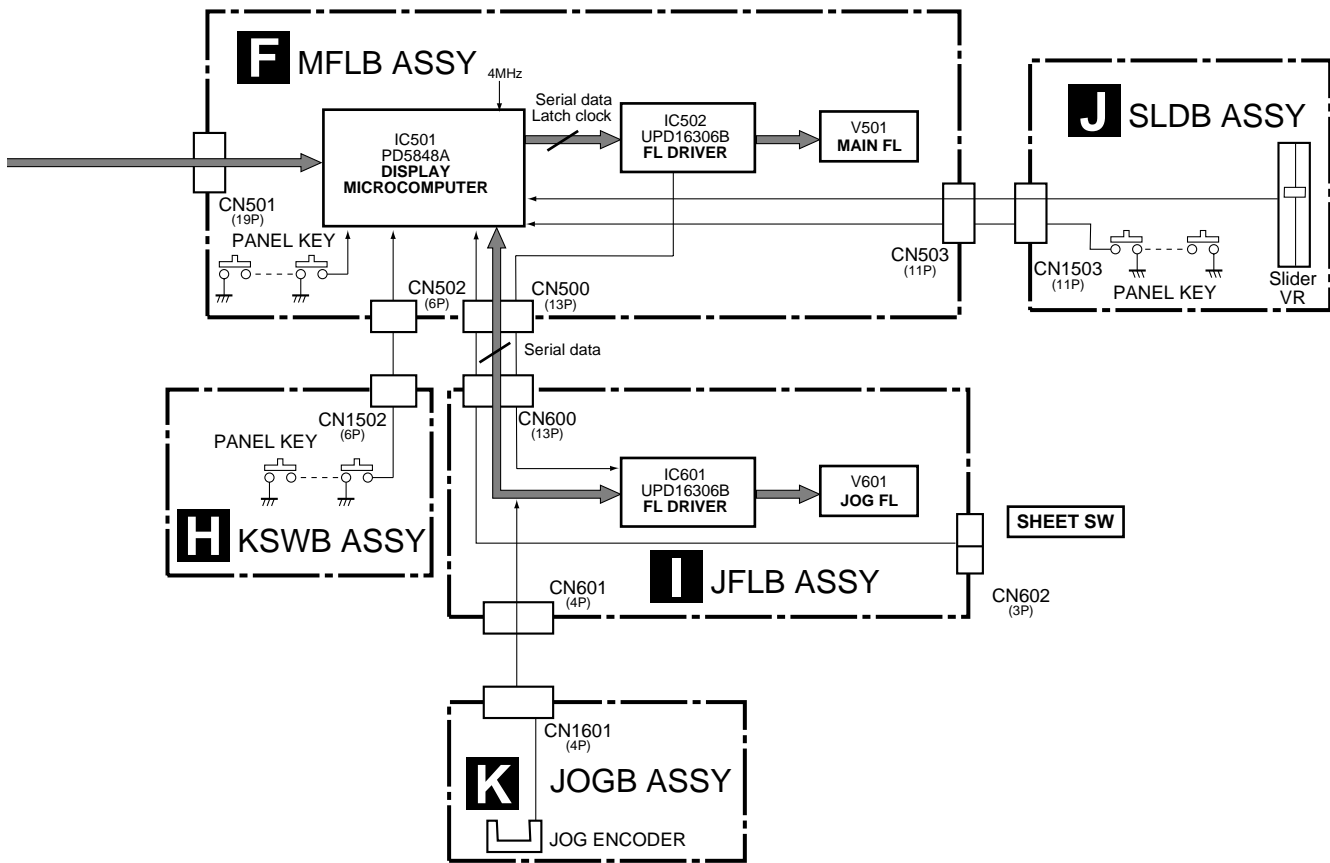 F MFLB ASSY
4MHz
Serial data
Latch clock
IC501
PD5848A
DISPLAY
MICROCOMPUTER
IC502
UPD16306B
FL DRIVER
V501
MAIN FL
J SLDB ASSY
CN501
(19P)
PANEL KEY
CN502
(6P)
CN500
(13P)
CN503
(11P)
CN1503
(11P)
PANEL KEY
Slider
VR
Serial data
CN1502
(6P)
PANEL KEY
H KSWB ASSY
CN600
(13P)
IC601
UPD16306B
FL DRIVER
V601
JOG FL
SHEET SW
I JFLB ASSY
CN601
(4P)
CN602
(3P)
CN1601
(4P)
K JOGB ASSY
JOG ENCODER